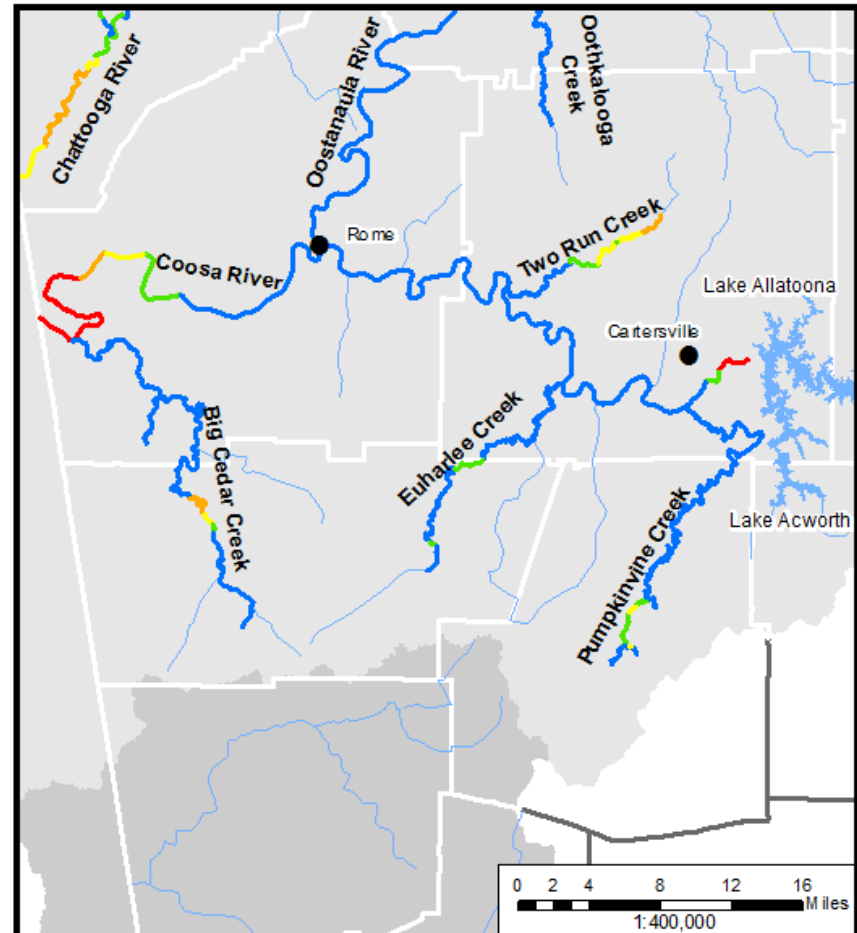 Chattooga River
Oostanaula River
Oothkalooga
Creek
Rome
Two Run Creek
Coosa River
Lake Allatoona
Cartersville
Big Cedar Creek
Euharlee Creek
Lake Acworth
Pumpkinvine Creek
0 2 4 8 12 16
Miles
1:400,000